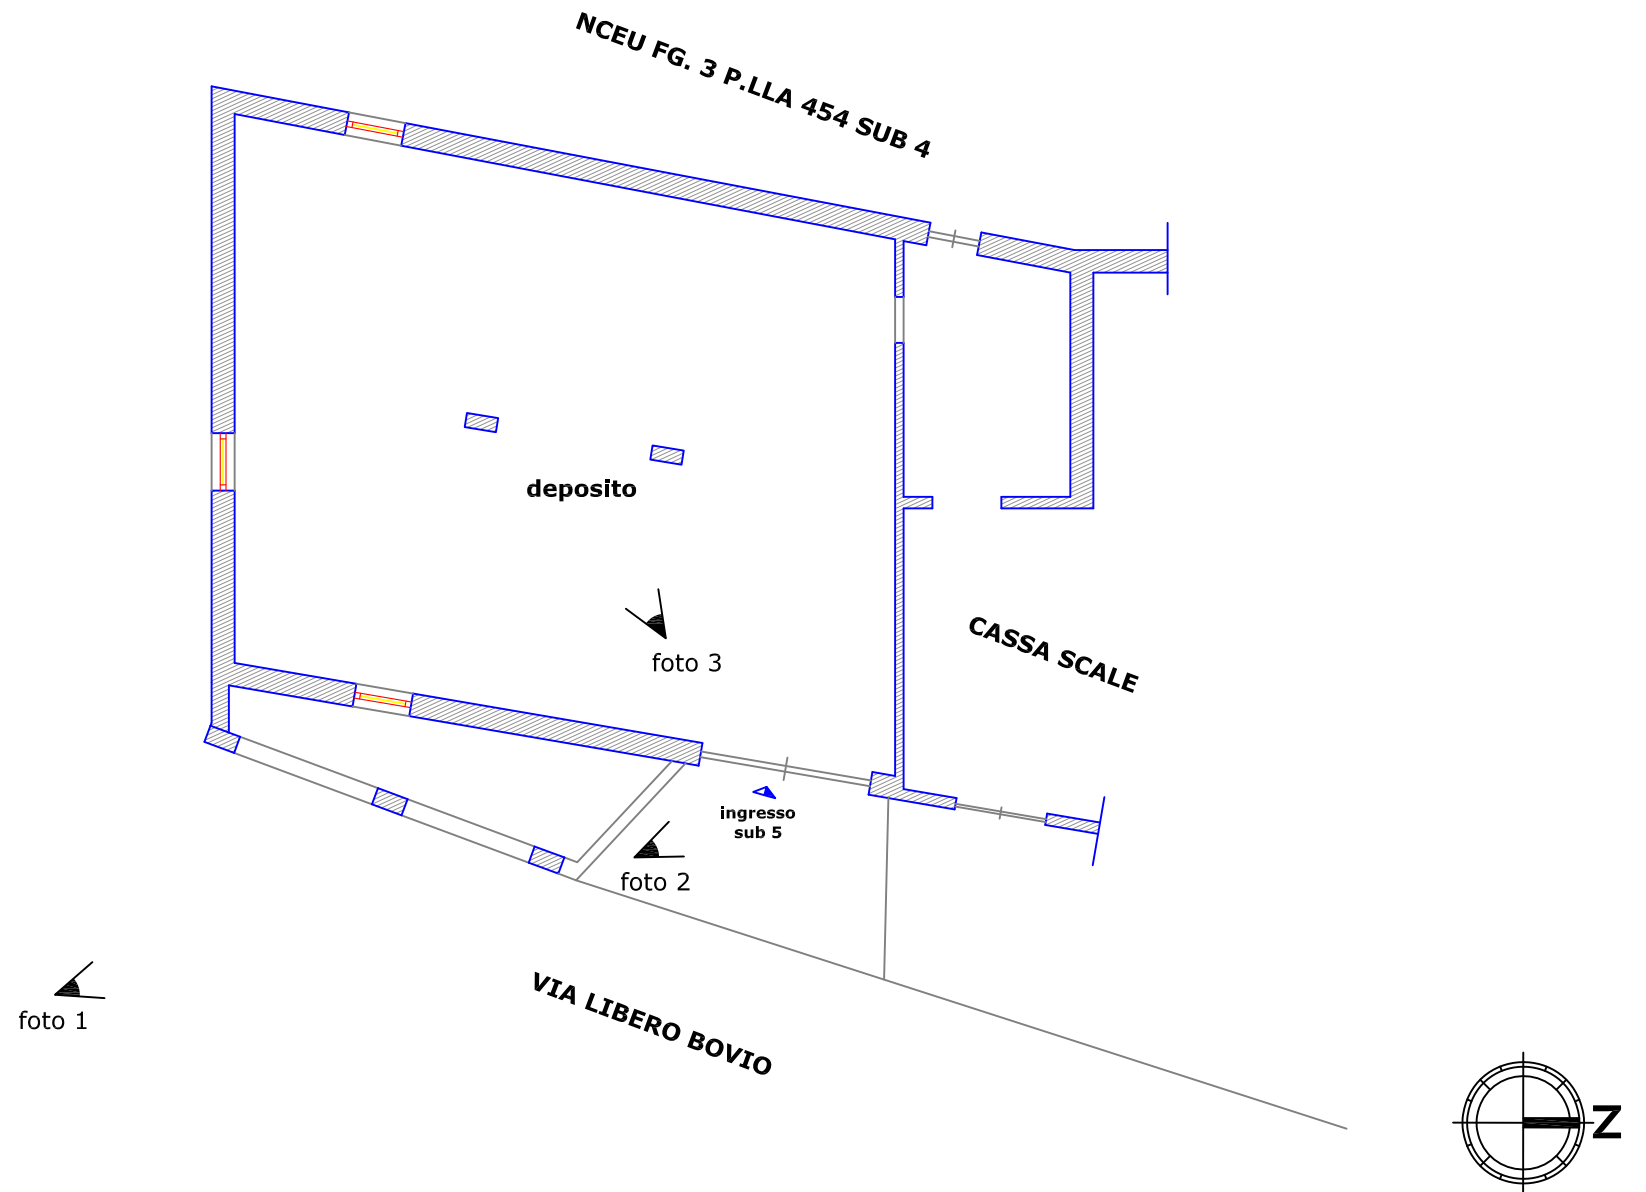 NCEU FG. 3 P.LLA 454 SUB 4
deposito
CASSA SCALE
foto 3
ingresso
sub 5
foto 2
VIA LIBERO BOVIO
foto 1
N